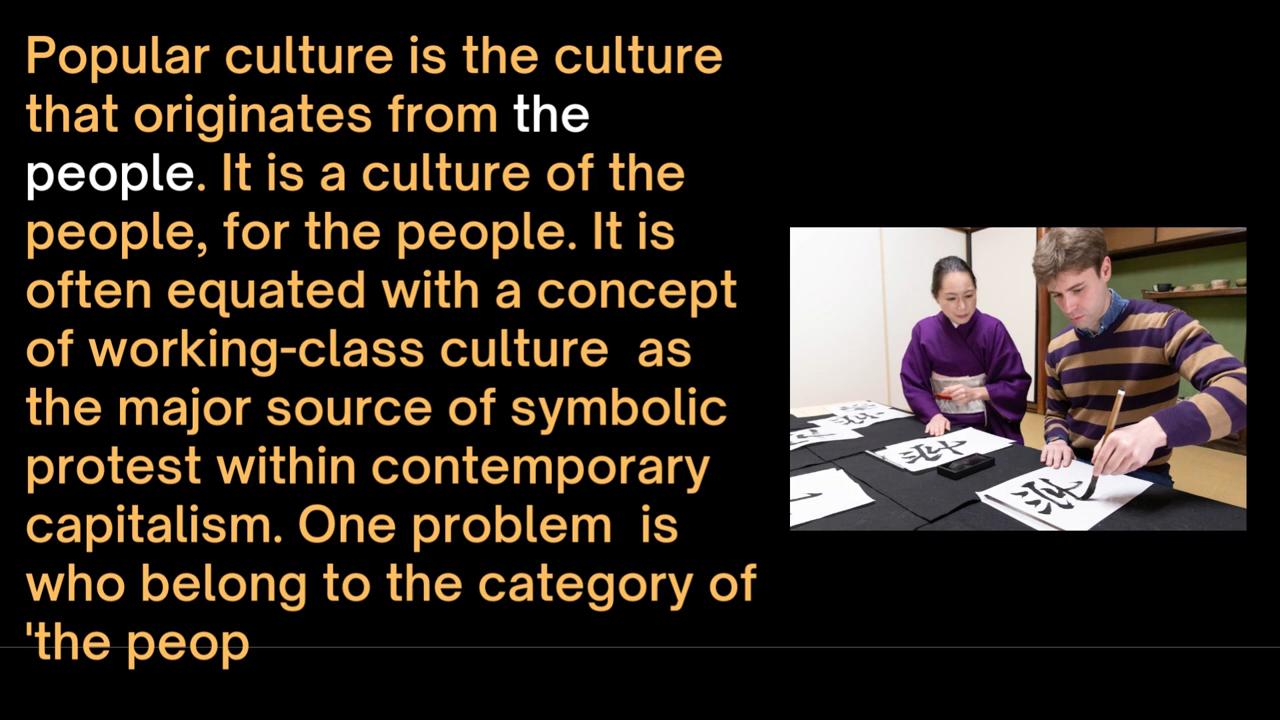 Popular culture is the culture
that originates from the
people. It is a culture of the
people, for the people. It is
often equated with a concept
of working-class culture  as
the major source of symbolic
protest within contemporary
capitalism. One problem  is
who belong to the category of
'the peop